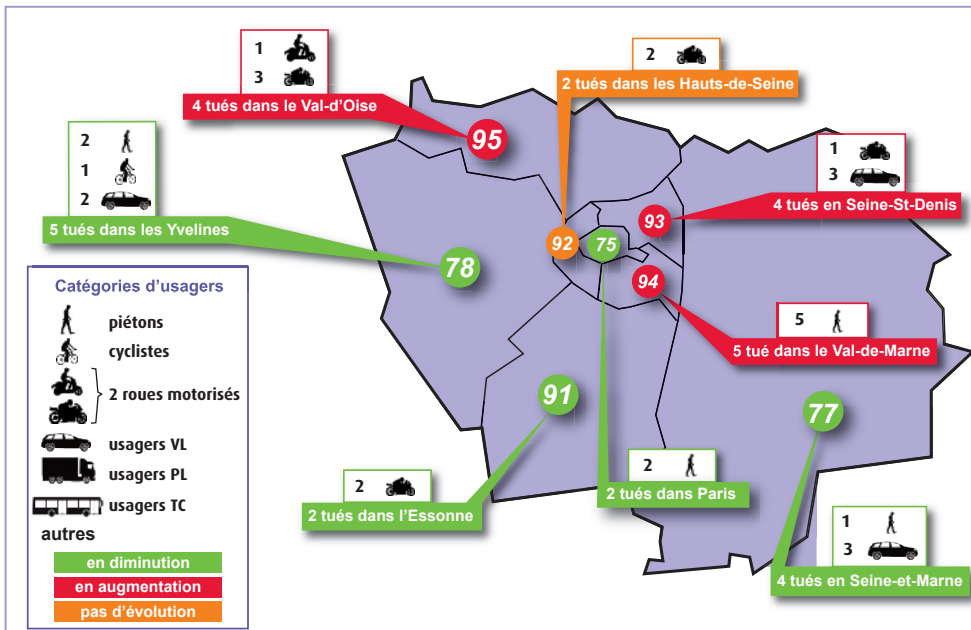 1
3
4 tués dans le Val-d'Oise
2
2 tués dans les Hauts-de-Seine
1
3
4 tués en Seine-St-Denis
2
1
2
5 tués dans les Yvelines
95
93
92
75
78
94
91
77
5
5 tué dans le Val-de-Marne
2
2 tués dans Paris
2
2 tués dans l'Essonne
1
3
4 tués en Seine-et-Marne
Catégories d'usagers
piétons
cyclistes
2 roues motorisés
usagers VL
usagers PL
usagers TC
autres
en diminution
en augmentation
pas d'évolution